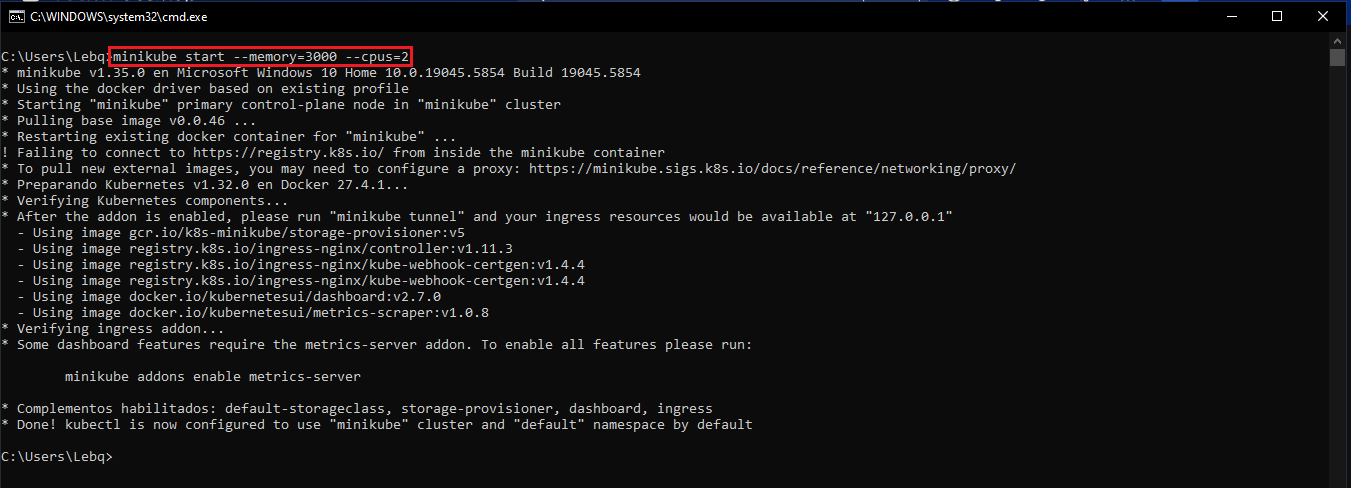 C:\WINDOWS\system32\cmd.exe
C:\Users\Lebq>minikube start --memory=3000 --cpus=2
* minikube v1.35.0 en Microsoft Windows 10 Home 10.0.19045.5854 Build 19045.5854
* Using the docker driver based on existing profile
* Starting "minikube" primary control-plane node in "minikube" cluster
* Pulling base image v0.0.46 ...
* Restarting existing docker container for "minikube" ...
! Failing to connect to https://registry.k8s.io/ from inside the minikube container
* To pull new external images, you may need to configure a proxy: https://minikube.sigs.k8s.io/docs/reference/networking/proxy/
* Preparando Kubernetes v1.32.0 en Docker 27.4.1...
* Verifying Kubernetes components...
* After the addon is enabled, please run "minikube tunnel" and your ingress resources would be available at "127.0.0.1"
  - Using image gcr.io/k8s-minikube/storage-provisioner:v5
  - Using image registry.k8s.io/ingress-nginx/controller:v1.11.3
  - Using image registry.k8s.io/ingress-nginx/kube-webhook-certgen:v1.4.4
  - Using image registry.k8s.io/ingress-nginx/kube-webhook-certgen:v1.4.4
  - Using image docker.io/kubernetesui/dashboard:v2.7.0
  - Using image docker.io/kubernetesui/metrics-scraper:v1.0.8
* Verifying ingress addon...
* Some dashboard features require the metrics-server addon. To enable all features please run:
        minikube addons enable metrics-server
* Complementos habilitados: default-storageclass, storage-provisioner, dashboard, ingress
* Done! kubectl is now configured to use "minikube" cluster and "default" namespace by default
C:\Users\Lebq>